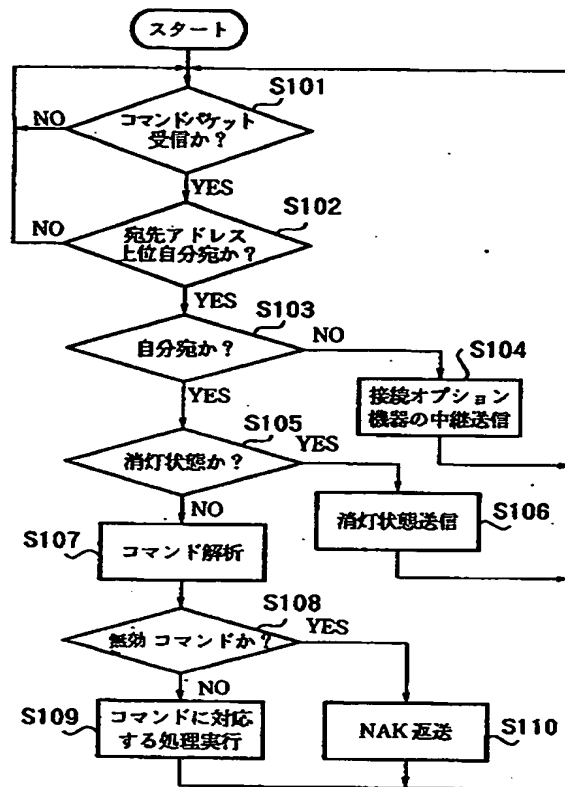 スタート
S101
NO
コマンドパケット
受信か?
YES
S102
NO
宛先アドレス
上位自分宛か?
YES
S103
NO
自分宛か?
S104
接続オプション
機器の中継送信
YES
S105
YES
消灯状態か?
NO
消灯状態送信
S106
S107
コマンド解析
S108
無効コマンドか?
YES
NO
S109
コマンドに対応
する処理実行
NAK返送
S110